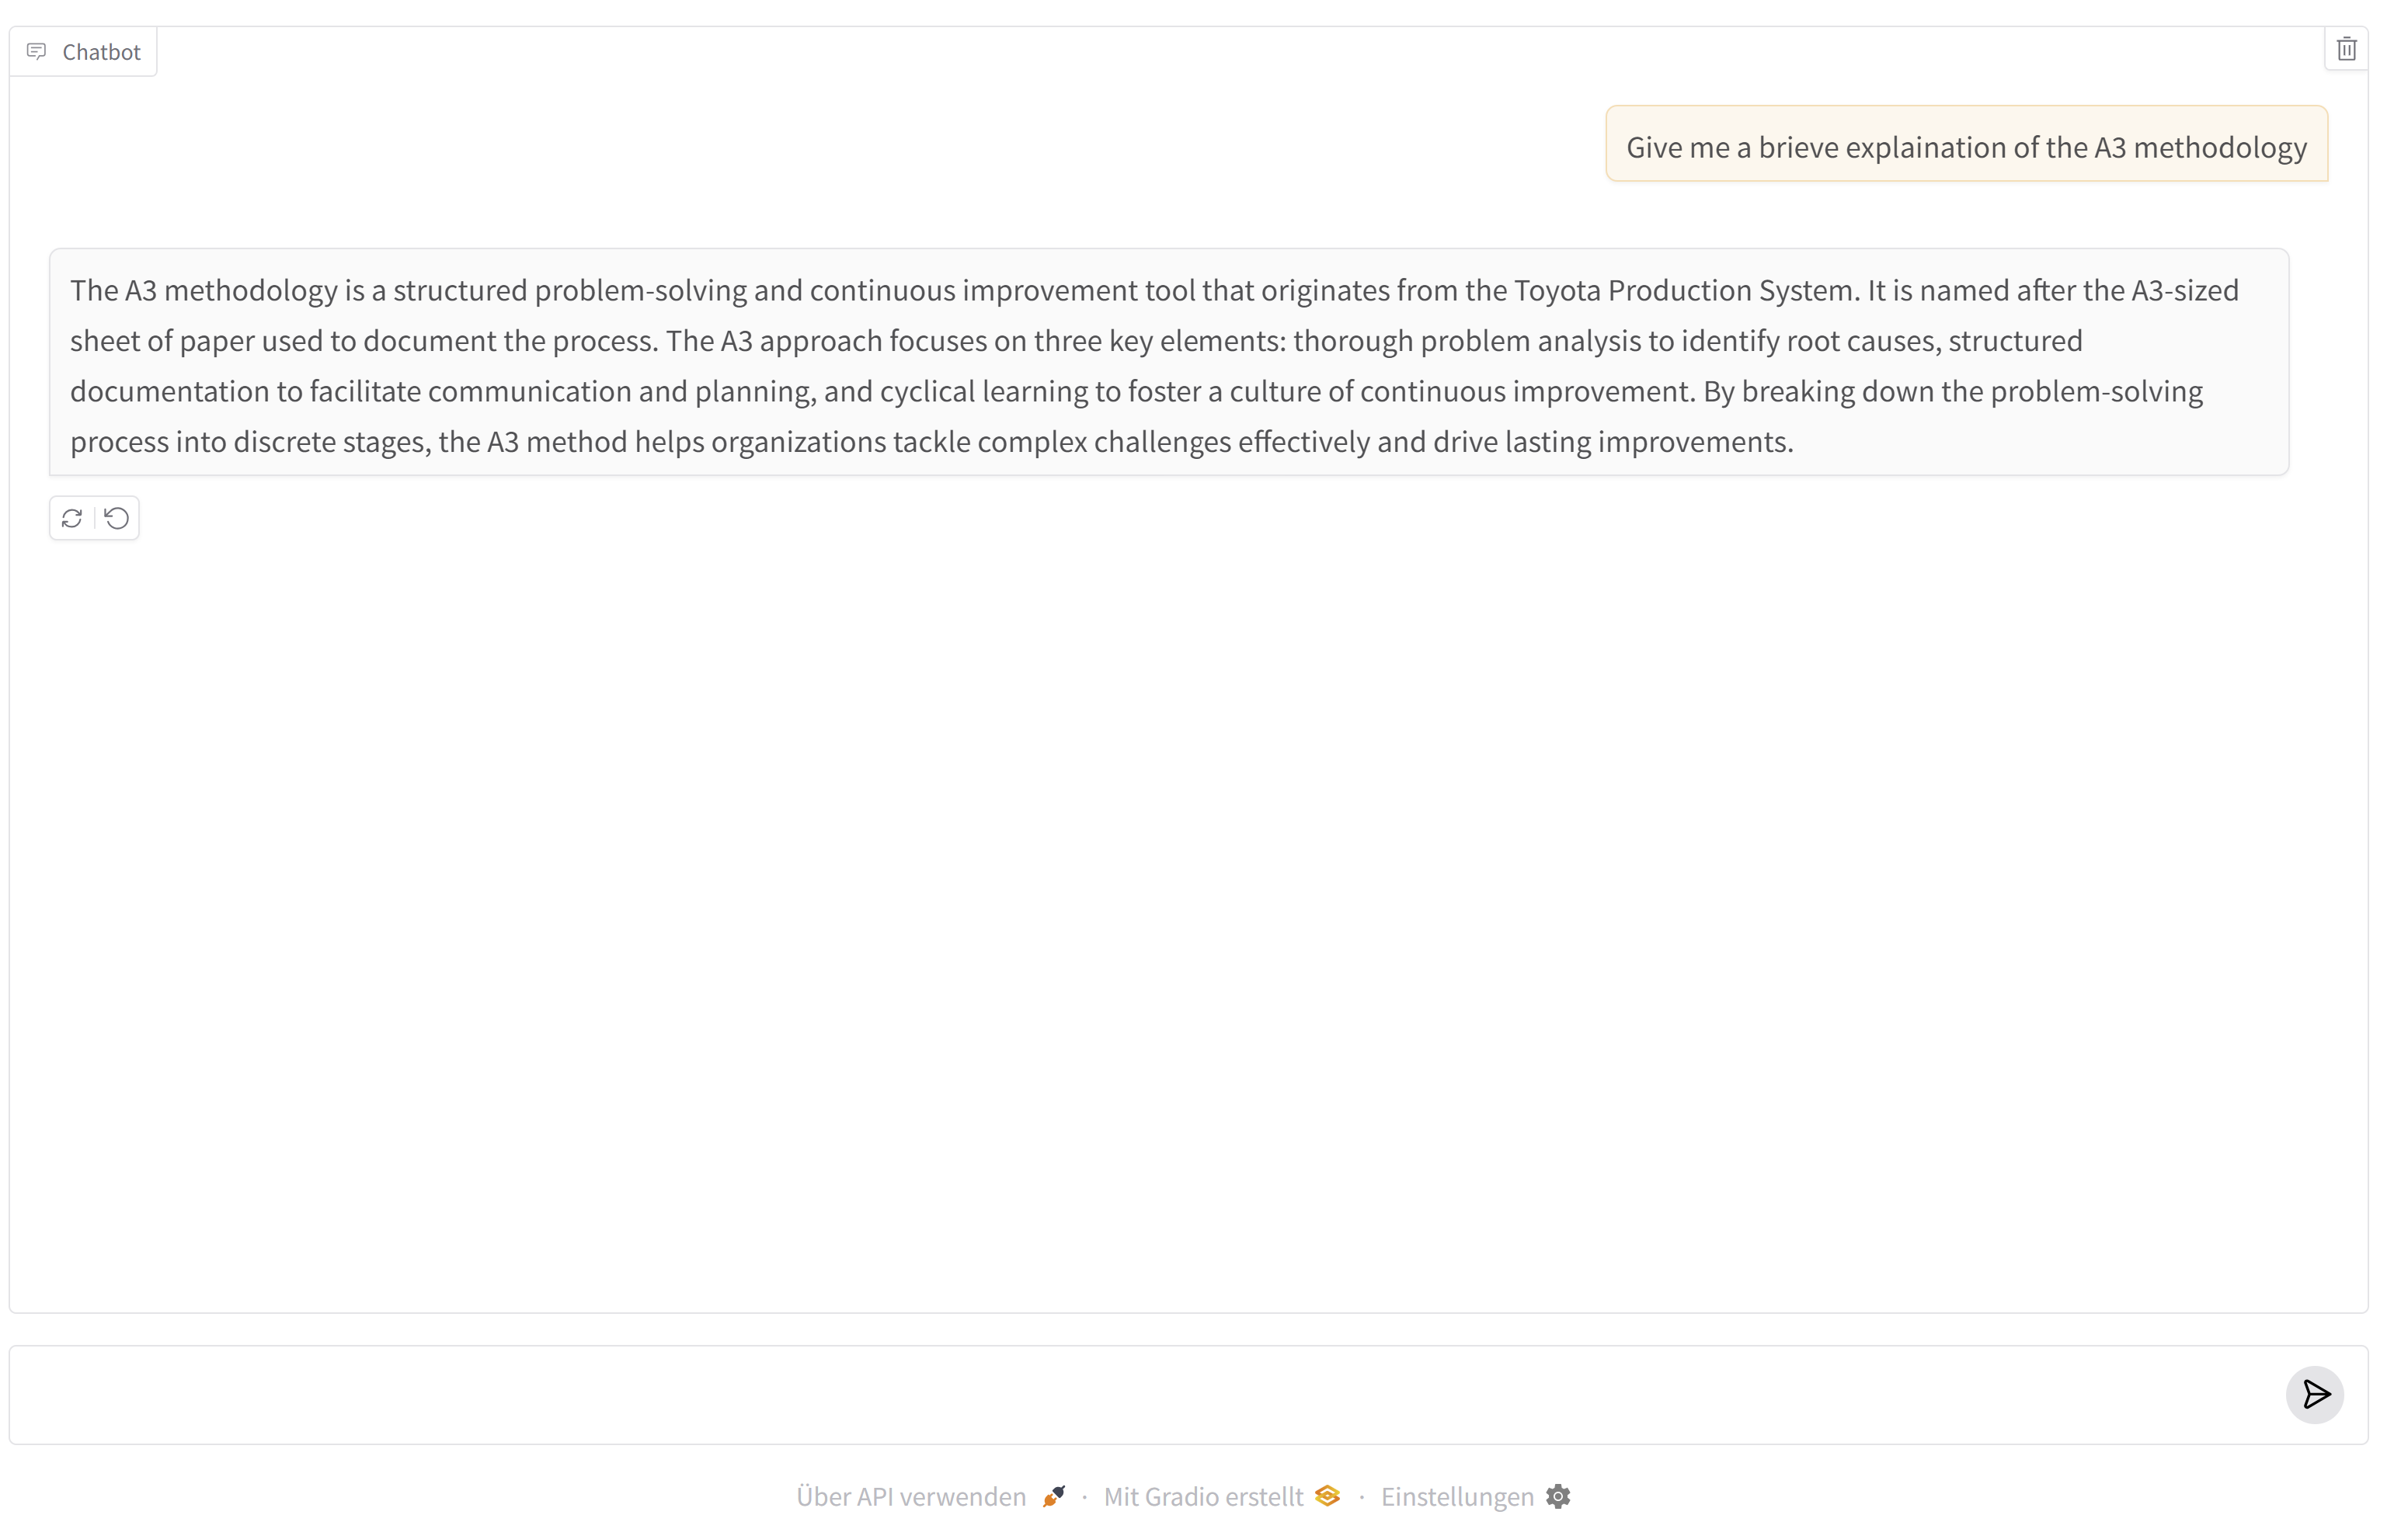 Chatbot
Give me a brieve explaination of the A3 methodology
The A3 methodology is a structured problem-solving and continuous improvement tool that originates from the Toyota Production System. It is named after the A3-sized
sheet of paper used to document the process. The A3 approach focuses on three key elements: thorough problem analysis to identify root causes, structured
documentation to facilitate communication and planning, and cyclical learning to foster a culture of continuous improvement. By breaking down the problem-solving
process into discrete stages, the A3 method helps organizations tackle complex challenges effectively and drive lasting improvements.
Über API verwenden · Mit Gradio erstellt · Einstellungen